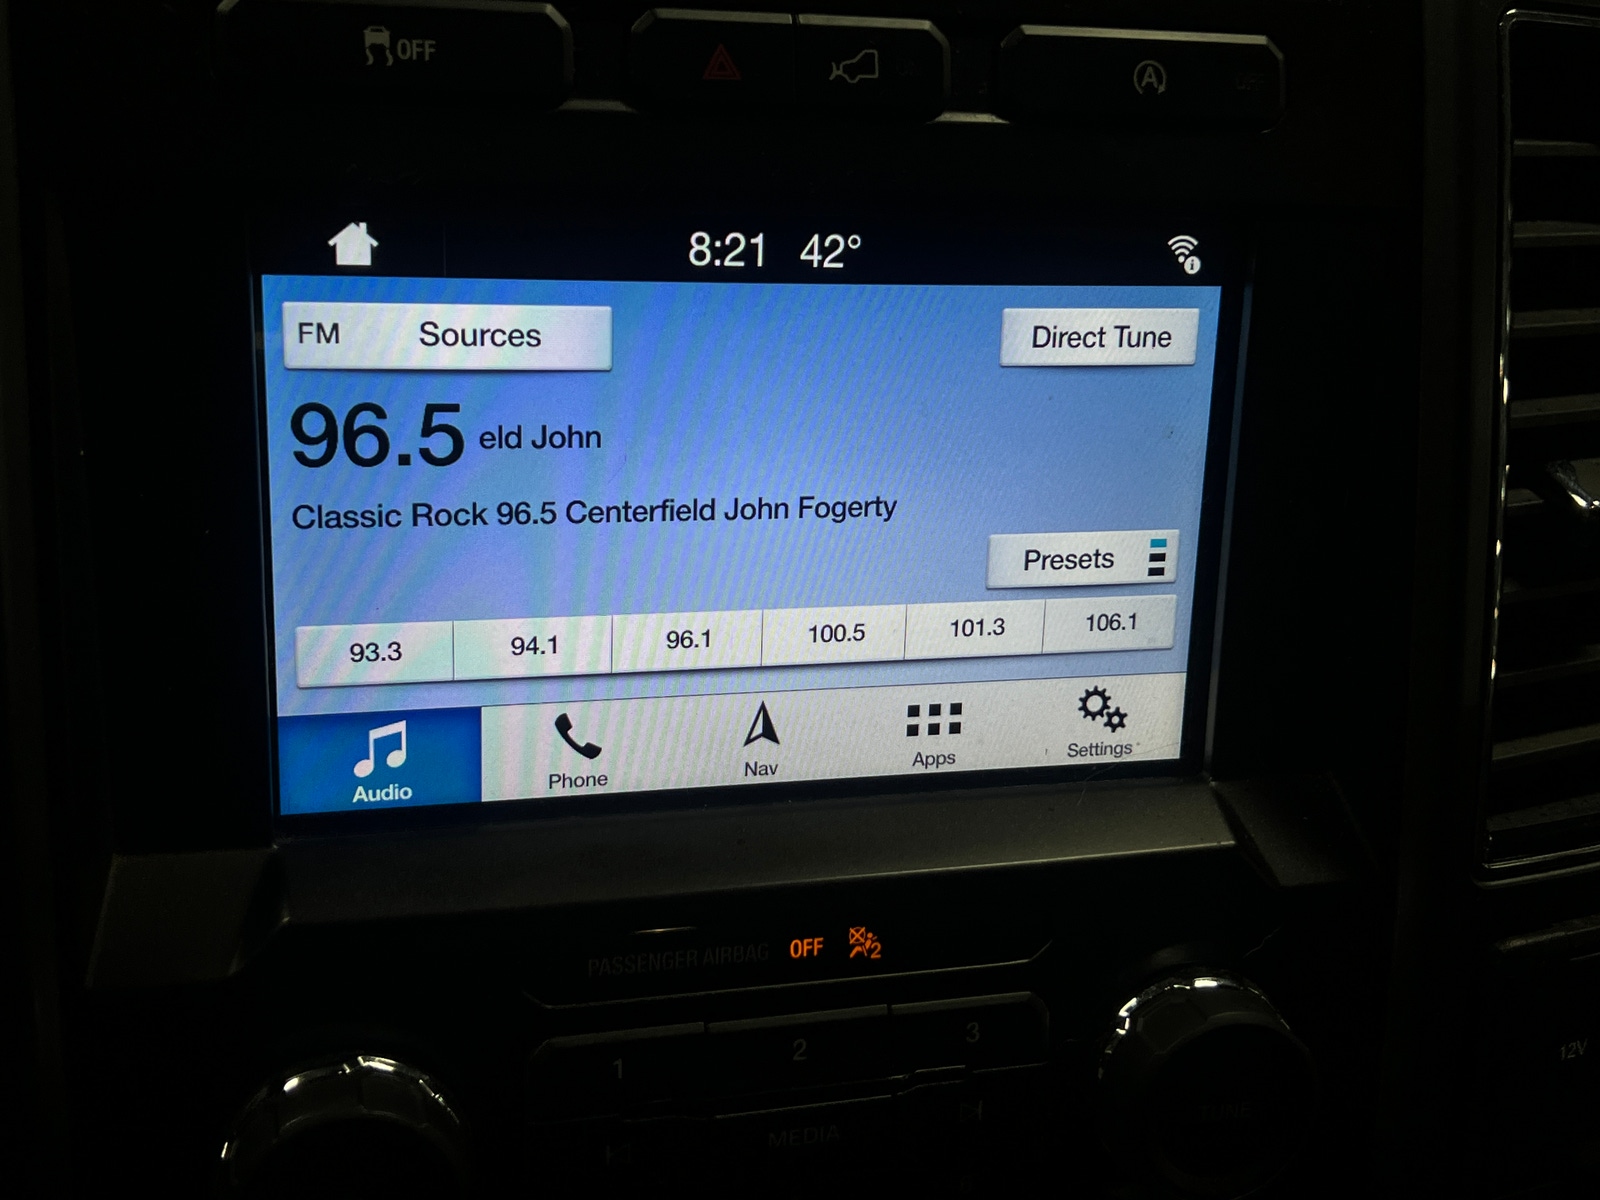 OFF
A OFF
8:21 42°
FM Sources Direct Tune
96.5 eld John
Classic Rock 96.5 Centerfield John Fogerty
Presets
93.3 94.1 96.1 100.5 101.3 106.1
Audio Phone Nav Apps Settings
PASSENGER AIRBAG OFF 2
1 2 3
12V
MEDIA
TUNE